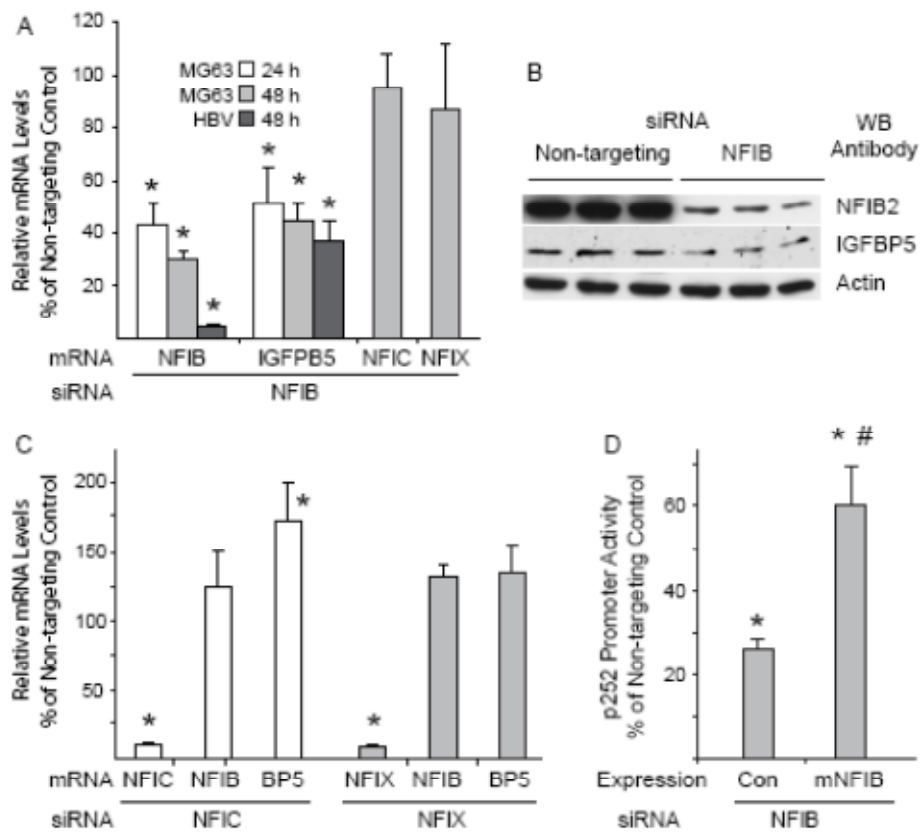 A
Relative mRNA Levels
% of Non-targeting Control
120
100
80
60
40
20
MG63 24 h
MG63 48 h
HBV 48 h
* * * * * *
mRNA NFIB IGFPB5 NFIC NFIX
siRNA NFIB
B
siRNA
WB
Antibody
Non-targeting NFIB
NFIB2
IGFBP5
Actin
C
Relative mRNA Levels
% of Non-targeting Control
200
150
100
50
* * *
mRNA NFIC NFIB BP5 NFIX NFIB BP5
siRNA NFIC NFIX
D
p252 Promoter Activity
% of Non-targeting Control
60
40
20
* #
*
Expression Con mNFIB
siRNA NFIB